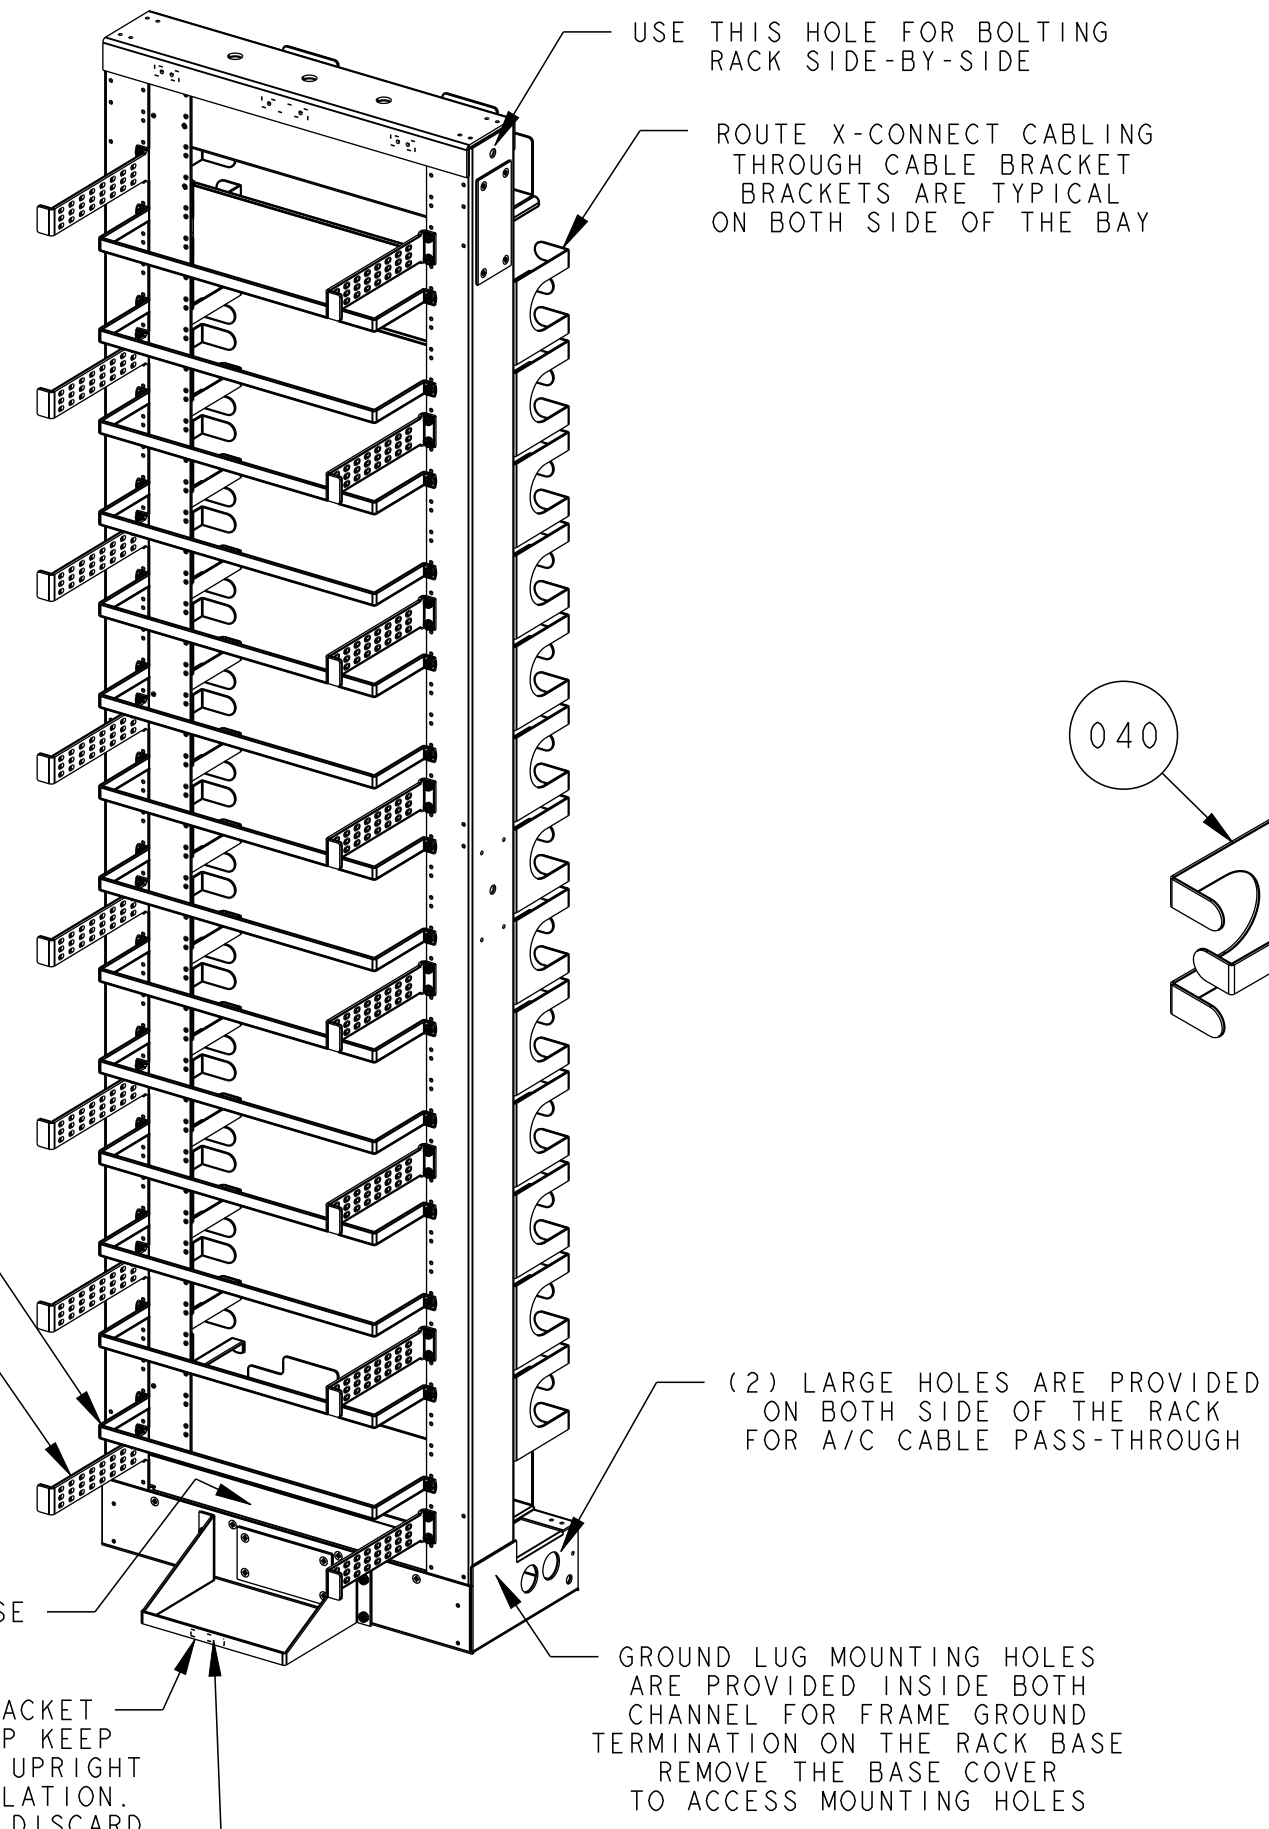 USE THIS HOLE FOR BOLTING
RACK SIDE-BY-SIDE
ROUTE X-CONNECT CABLING
THROUGH CABLE BRACKET
BRACKETS ARE TYPICAL
ON BOTH SIDE OF THE BAY
040
(2) LARGE HOLES ARE PROVIDED
ON BOTH SIDE OF THE RACK
FOR A/C CABLE PASS-THROUGH
SE
GROUND LUG MOUNTING HOLES
ARE PROVIDED INSIDE BOTH
CHANNEL FOR FRAME GROUND
TERMINATION ON THE RACK BASE
REMOVE THE BASE COVER
TO ACCESS MOUNTING HOLES
ACKET
P KEEP
UPRIGHT
LATION.
DISCARD